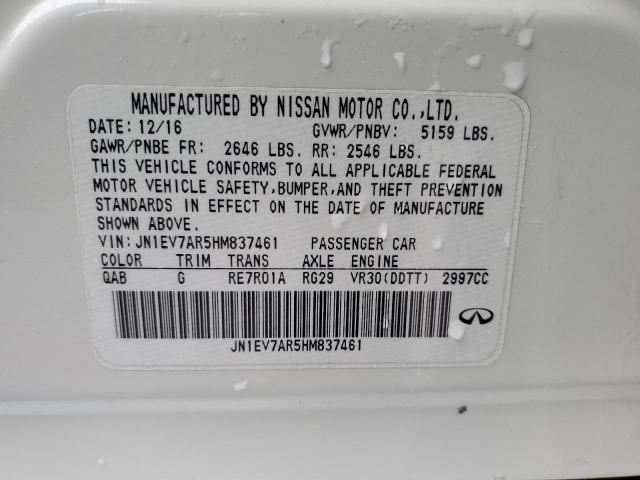 MANUFACTURED BY NISSAN MOTOR CO.,LTD.
DATE: 12/16 GVWR/PNBV: 5159 LBS.
GAWR/PNBE FR: 2646 LBS. RR: 2546 LBS.
THIS VEHICLE CONFORMS TO ALL APPLICABLE FEDERAL
MOTOR VEHICLE SAFETY,BUMPER,AND THEFT PREVENTION
STANDARDS IN EFFECT ON THE DATE OF MANUFACTURE
SHOWN ABOVE.
VIN:JN1EV7AR5HM837461 PASSENGER CAR
COLOR TRIM TRANS AXLE ENGINE
QAB G RE7R01A RG29 VR30(DDTT) 2997CC
JN1EV7AR5HM837461